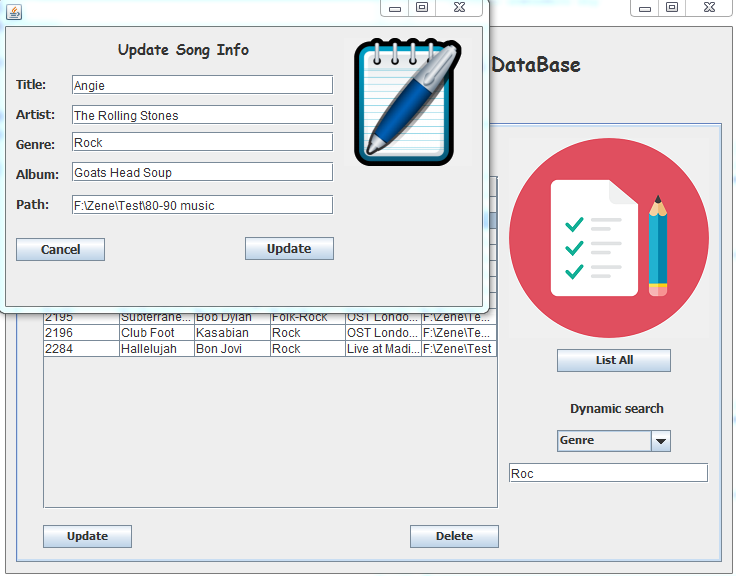 Update Song Info
Title: Angie
Artist: The Rolling Stones
Genre: Rock
Album: Goats Head Soup
Path: F:\Zene\Test\80-90 music
Cancel Update
DataBase
2195 Subterrane... Bob Dylan Folk-Rock OST Londo... F:\Zene\Te...
2196 Club Foot Kasabian Rock OST Londo... F:\Zene\Te...
2284 Hallelujah Bon Jovi Rock Live at Madi... F:\Zene\Test
List All
Dynamic search
Genre
Roc
Update Delete